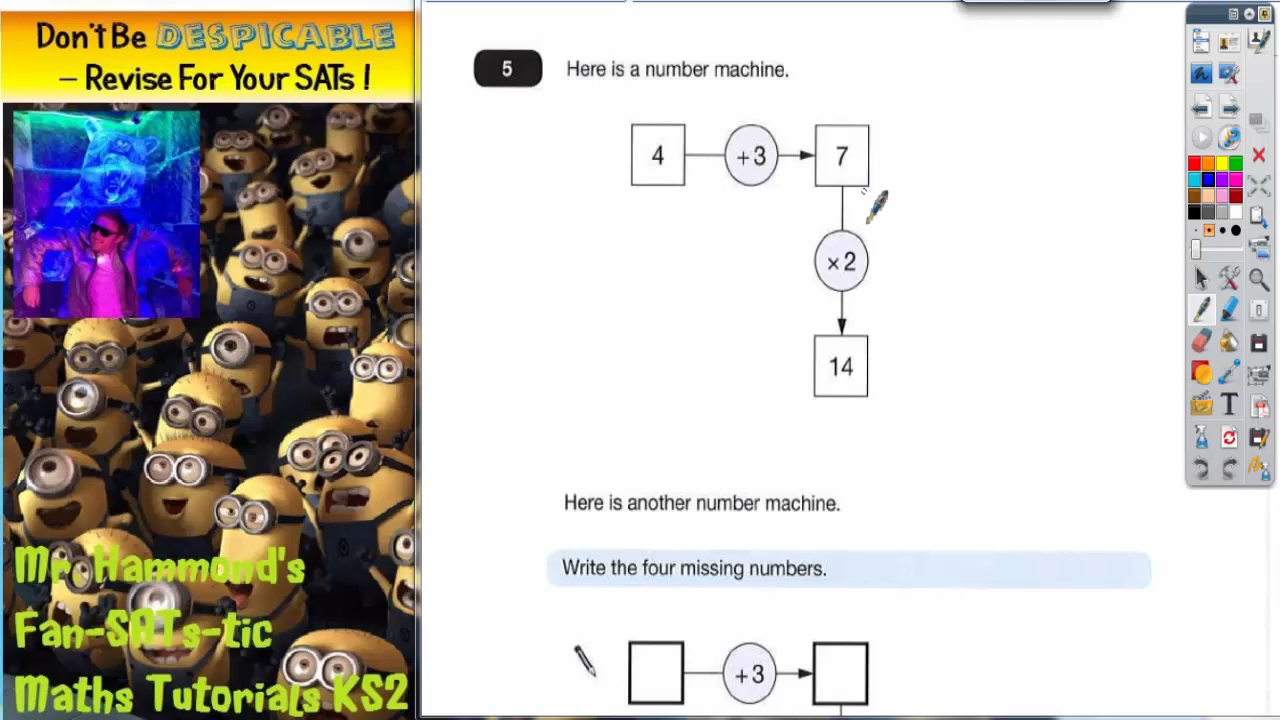 Don't Be DESPICABLE
– Revise For Your SATs !
Mr. Hammond's
Fan-SATs-tic
Maths Tutorials KS2
5 Here is a number machine.
4 +3 7
×2
14
Here is another number machine.
Write the four missing numbers.
+3
T